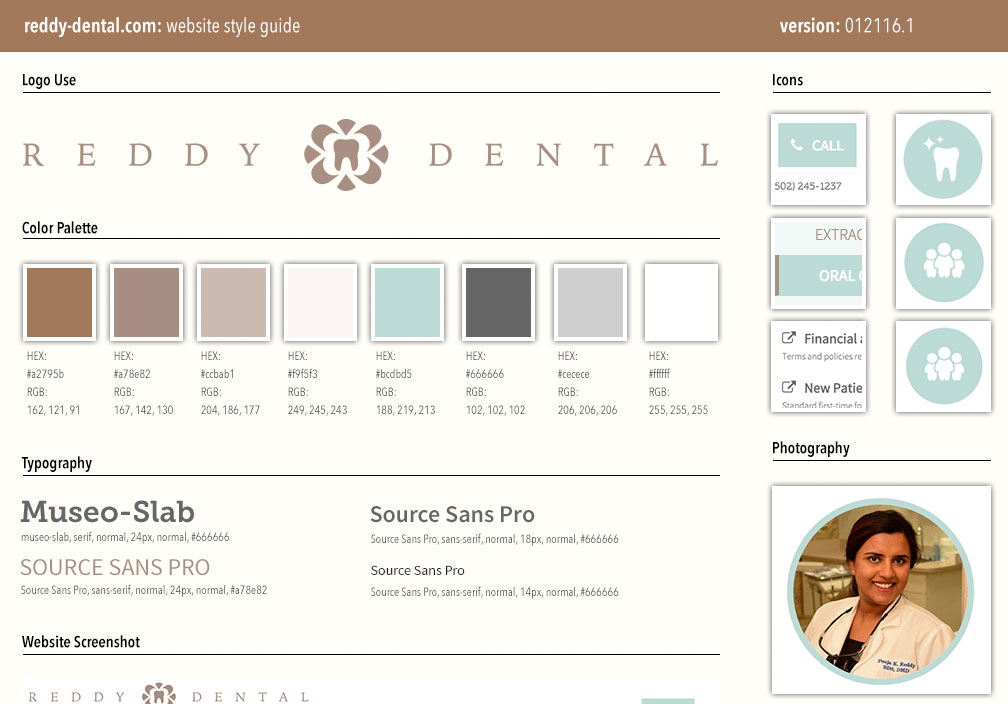 reddy-dental.com: website style guide
version: 012116.1
Logo Use
REDDY DENTAL
Color Palette
HEX: HEX: HEX: HEX: HEX: HEX: HEX: HEX:
#a2795b #a78e82 #ccbab1 #f9f5f3 #bcdbd5 #666666 #cecece #ffffff
RGB: RGB: RGB: RGB: RGB: RGB: RGB: RGB:
162, 121, 91 167, 142, 130 204, 186, 177 249, 245, 243 188, 219, 213 102, 102, 102 206, 206, 206 255, 255, 255
Typography
Museo-Slab
museo-slab, serif, normal, 24px, normal, #666666
SOURCE SANS PRO
Source Sans Pro, sans-serif, normal, 24px, normal, #a78e82
Source Sans Pro
Source Sans Pro, sans-serif, normal, 18px, normal, #666666
Source Sans Pro
Source Sans Pro, sans-serif, normal, 14px, normal, #666666
Website Screenshot
REDDY DENTAL
Icons
CALL
502) 245-1237
EXTRAC
ORAL
Financial
Terms and policies re
New Patie
Standard first-time fo
Photography
Pooja K. Reddy
DMD